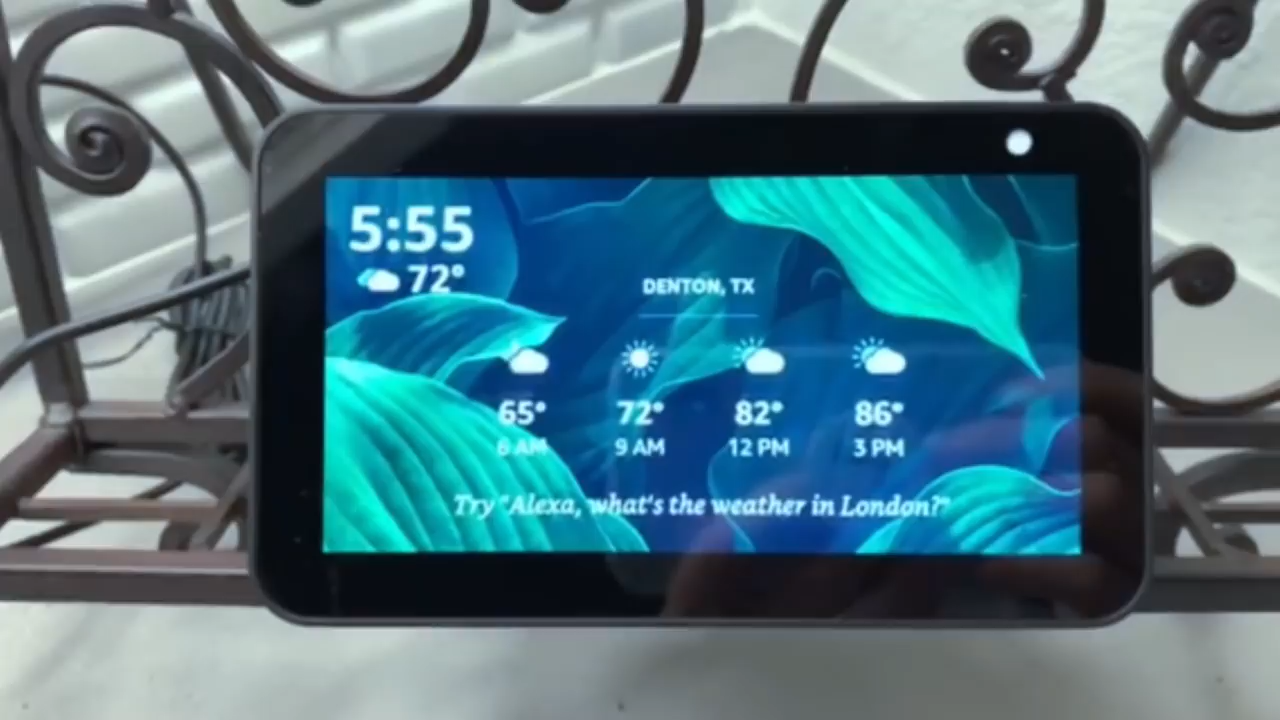 5:55
72°
DENTON, TX
65° 72° 82° 86°
6 AM 9 AM 12 PM 3 PM
Try "Alexa, what's the weather in London?"